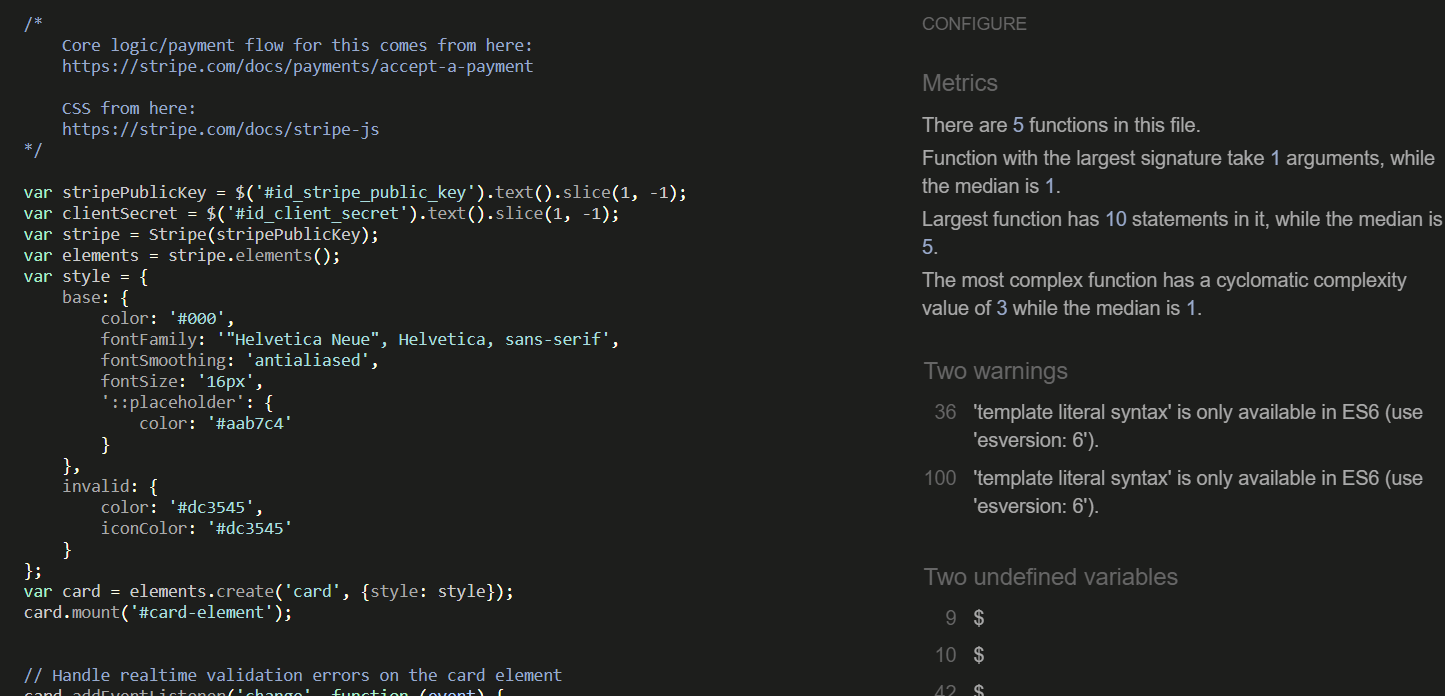 /*
    Core logic/payment flow for this comes from here:
    https://stripe.com/docs/payments/accept-a-payment

    CSS from here:
    https://stripe.com/docs/stripe-js
*/

var stripePublicKey = $('#id_stripe_public_key').text().slice(1, -1);
var clientSecret = $('#id_client_secret').text().slice(1, -1);
var stripe = Stripe(stripePublicKey);
var elements = stripe.elements();
var style = {
    base: {
        color: '#000',
        fontFamily: '"Helvetica Neue", Helvetica, sans-serif',
        fontSmoothing: 'antialiased',
        fontSize: '16px',
        '::placeholder': {
            color: '#aab7c4'
        }
    },
    invalid: {
        color: '#dc3545',
        iconColor: '#dc3545'
    }
};
var card = elements.create('card', {style: style});
card.mount('#card-element');


// Handle realtime validation errors on the card element
card.addEventListener('change', function (event) {
CONFIGURE
Metrics
There are 5 functions in this file.
Function with the largest signature take 1 arguments, while
the median is 1.
Largest function has 10 statements in it, while the median is
5.
The most complex function has a cyclomatic complexity
value of 3 while the median is 1.
Two warnings
36 'template literal syntax' is only available in ES6 (use
'esversion: 6').
100 'template literal syntax' is only available in ES6 (use
'esversion: 6').
Two undefined variables
9 $
10 $
42 $